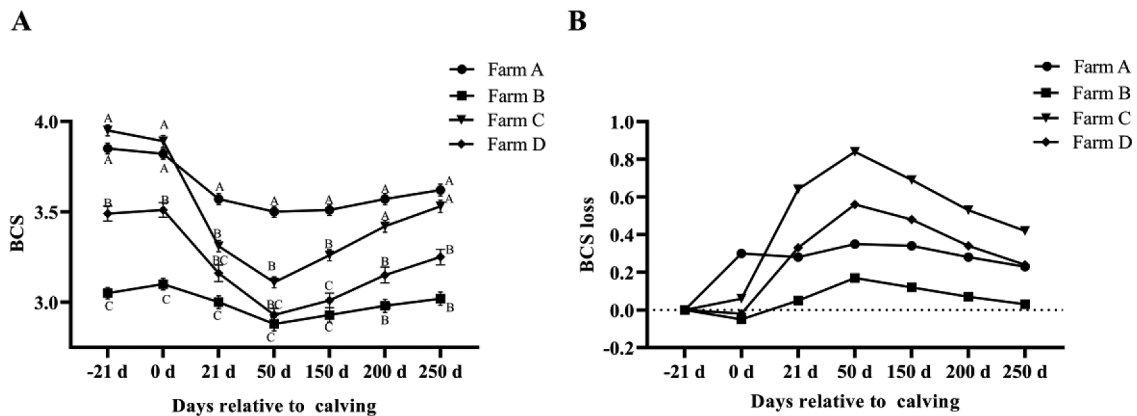 A
Farm A
Farm B
Farm C
Farm D
BCS
4.0
3.5
3.0
A A
A A
A A A A A
B B
B B B A A
BC BC C B B
C C C C C B B
-21 d 0 d 21 d 50 d 150 d 200 d 250 d
Days relative to calving
B
Farm A
Farm B
Farm C
Farm D
BCS loss
1.0
0.8
0.6
0.4
0.2
0.0
-0.2
-21 d 0 d 21 d 50 d 150 d 200 d 250 d
Days relative to calving